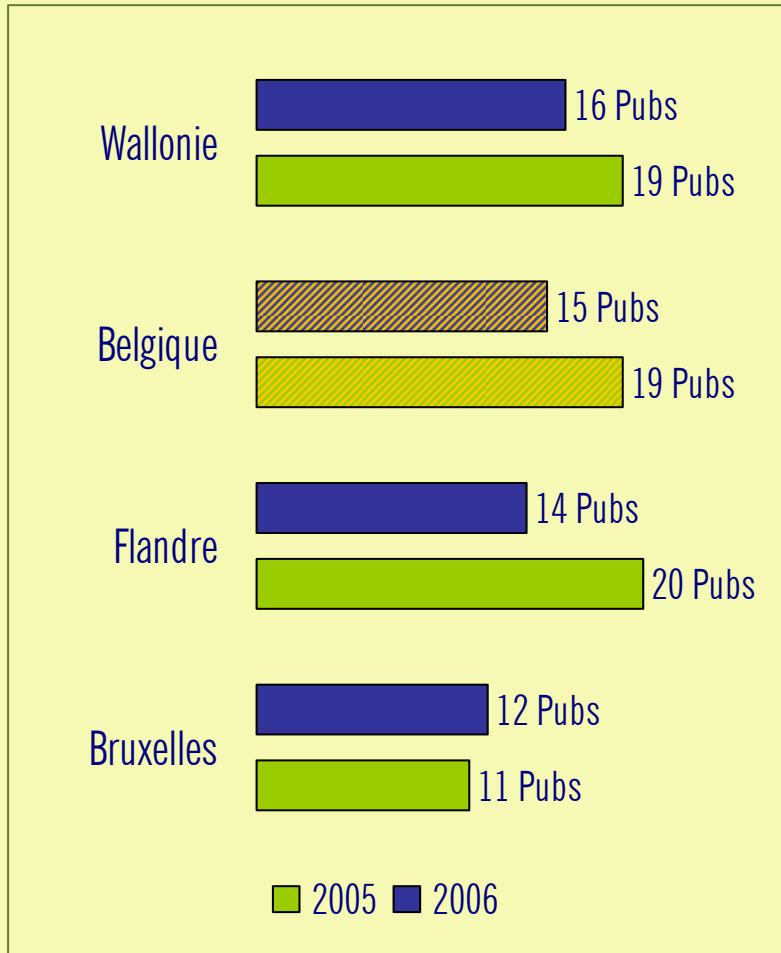 16 Pubs
Wallonie
19 Pubs
15 Pubs
Belgique
19 Pubs
14 Pubs
Flandre
20 Pubs
12 Pubs
Bruxelles
11 Pubs
2005 2006